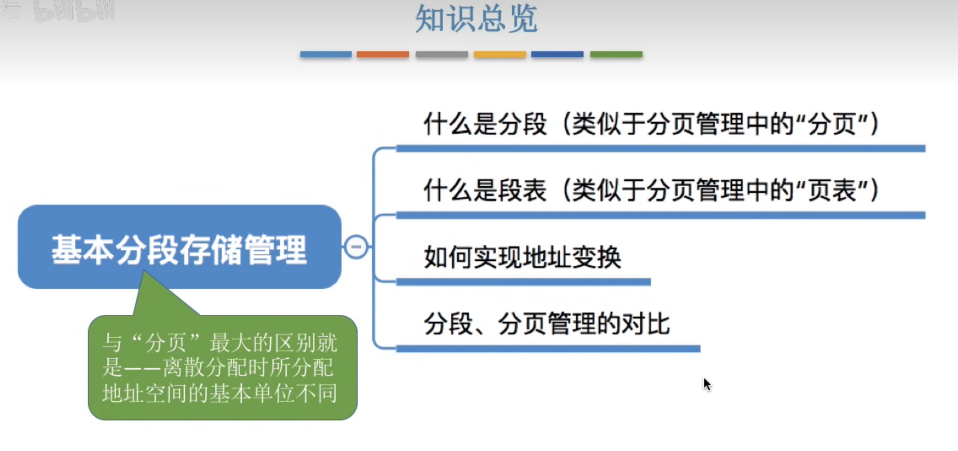 知识总览
什么是分段（类似于分页管理中的“分页”）
什么是段表（类似于分页管理中的“页表”）
基本分段存储管理
如何实现地址变换
分段、分页管理的对比
与“分页”最大的区别就
是——离散分配时所分配
地址空间的基本单位不同